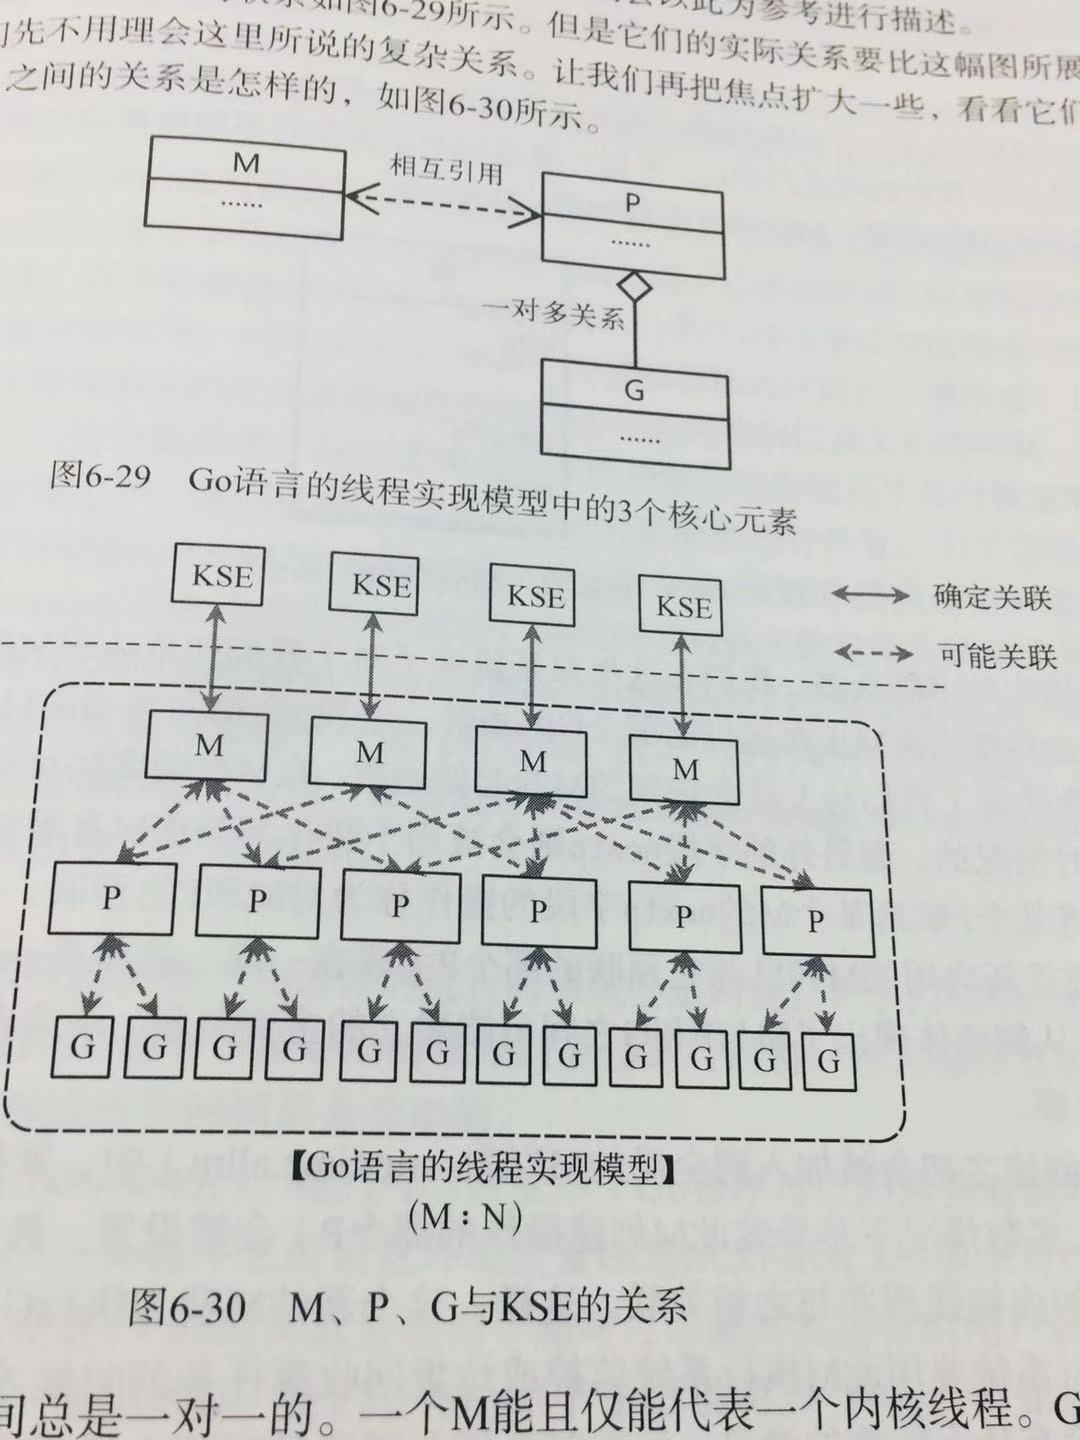 如图6-29所示。
以此为参考进行描述。
先不用理会这里所说的复杂关系。但是它们的实际关系要比这幅图所展
之间的关系是怎样的，如图6-30所示。让我们再把焦点扩大一些，看看它们
M
……
相互引用
P
……
一对多关系
G
……
图6-29 Go语言的线程实现模型中的3个核心元素
KSE KSE KSE KSE
确定关联
可能关联
M M M M
P P P P P P
G G G G G G G G G G G G
【Go语言的线程实现模型】
(M：N)
图6-30 M、P、G与KSE的关系
间总是一对一的。一个M能且仅能代表一个内核线程。G